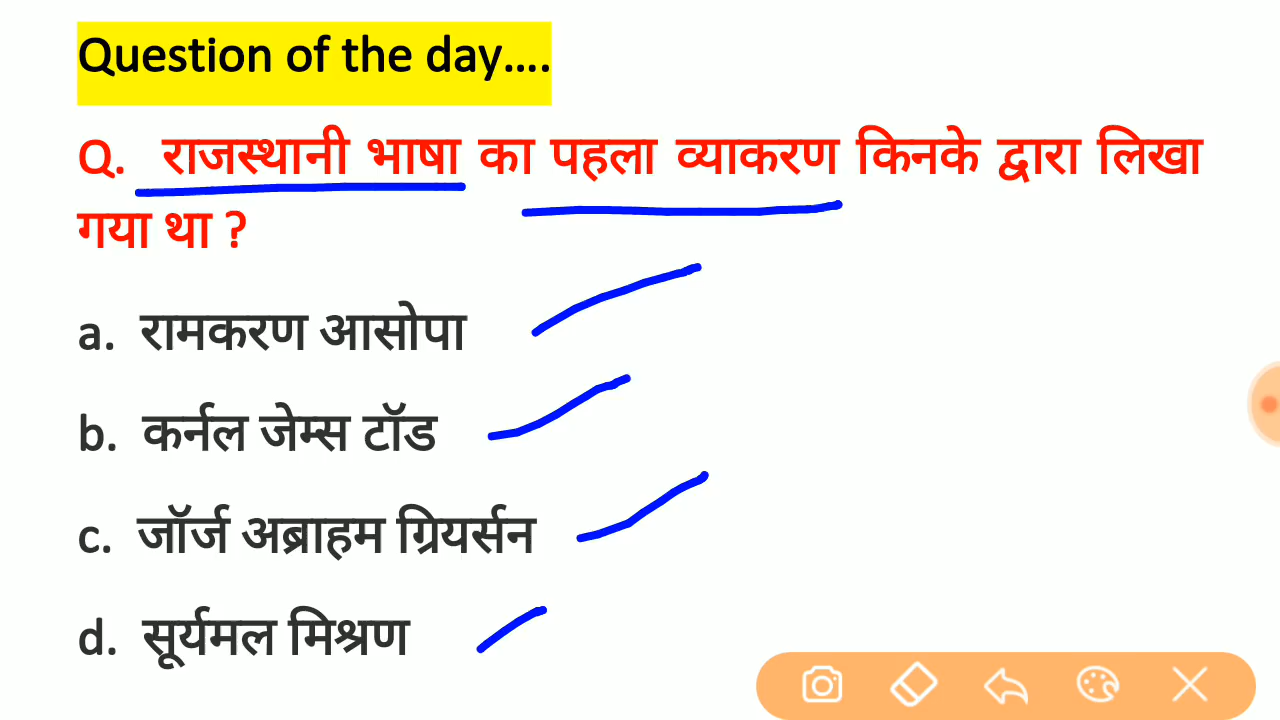 Question of the day....
Q. राजस्थानी भाषा का पहला व्याकरण किनके द्वारा लिखा
गया था ?
a. रामकरण आसोपा
b. कर्नल जेम्स टॉड
c. जॉर्ज अब्राहम ग्रियर्सन
d. सूर्यमल मिश्रण